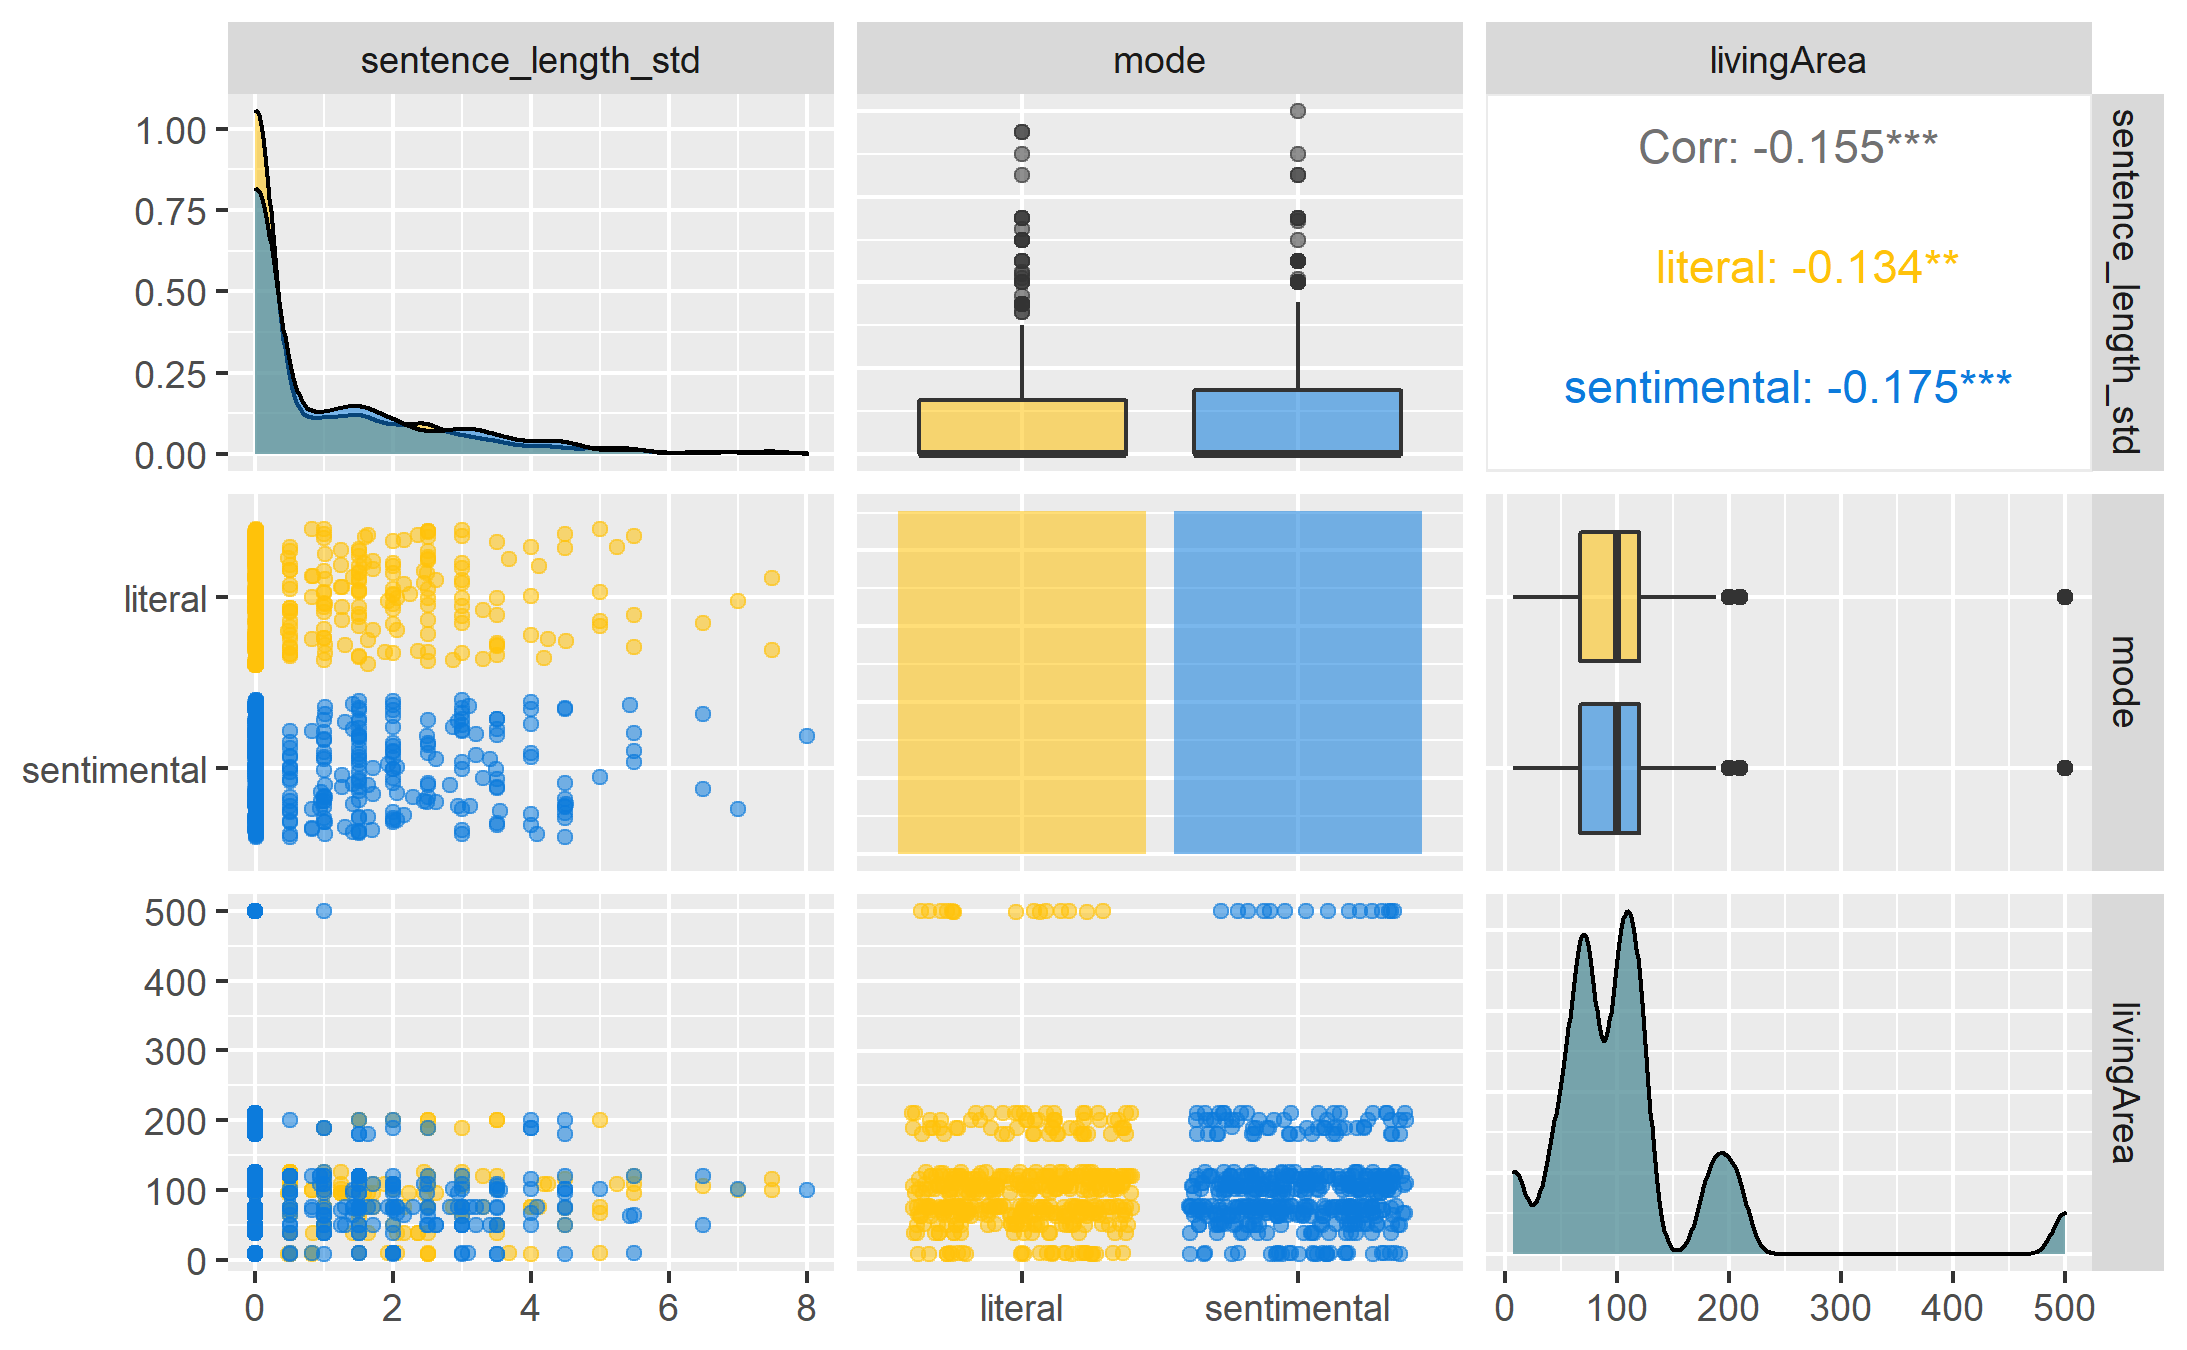 sentence_length_std
mode
livingArea
1.00
0.75
0.50
0.25
0.00
Corr: -0.155***
literal: -0.134**
sentimental: -0.175***
sentence_length_std
literal
sentimental
mode
500
400
300
200
100
0
livingArea
0 2 4 6 8
literal sentimental
0 100 200 300 400 500